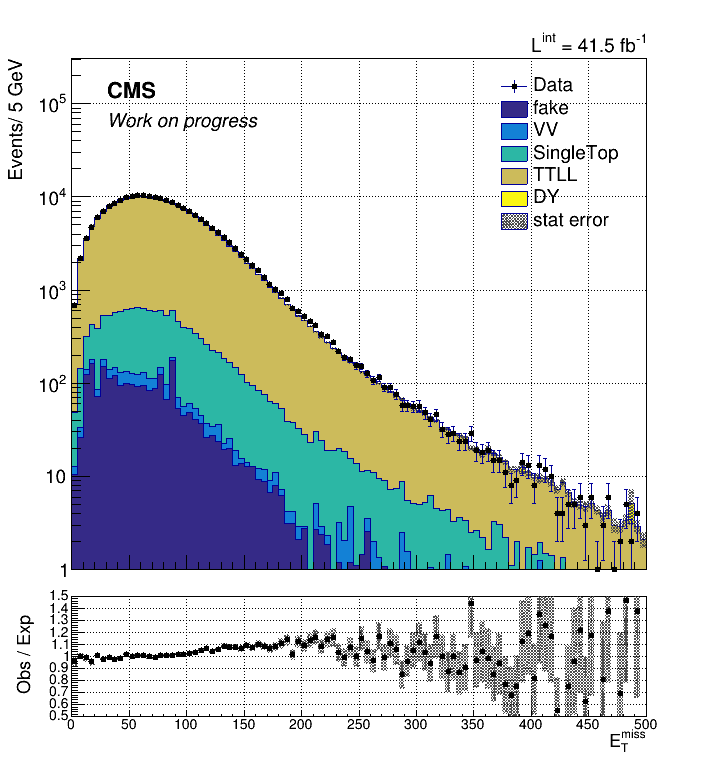 L^int = 41.5 fb^-1
Events/ 5 GeV
CMS
Work on progress
Data
fake
VV
SingleTop
TTLL
DY
stat error
10^5
10^4
10^3
10^2
10
1
Obs / Exp
1.5
1.4
1.3
1.2
1.1
1
0.9
0.8
0.7
0.6
0.5
0 50 100 150 200 250 300 350 400 450 500
E_T^miss